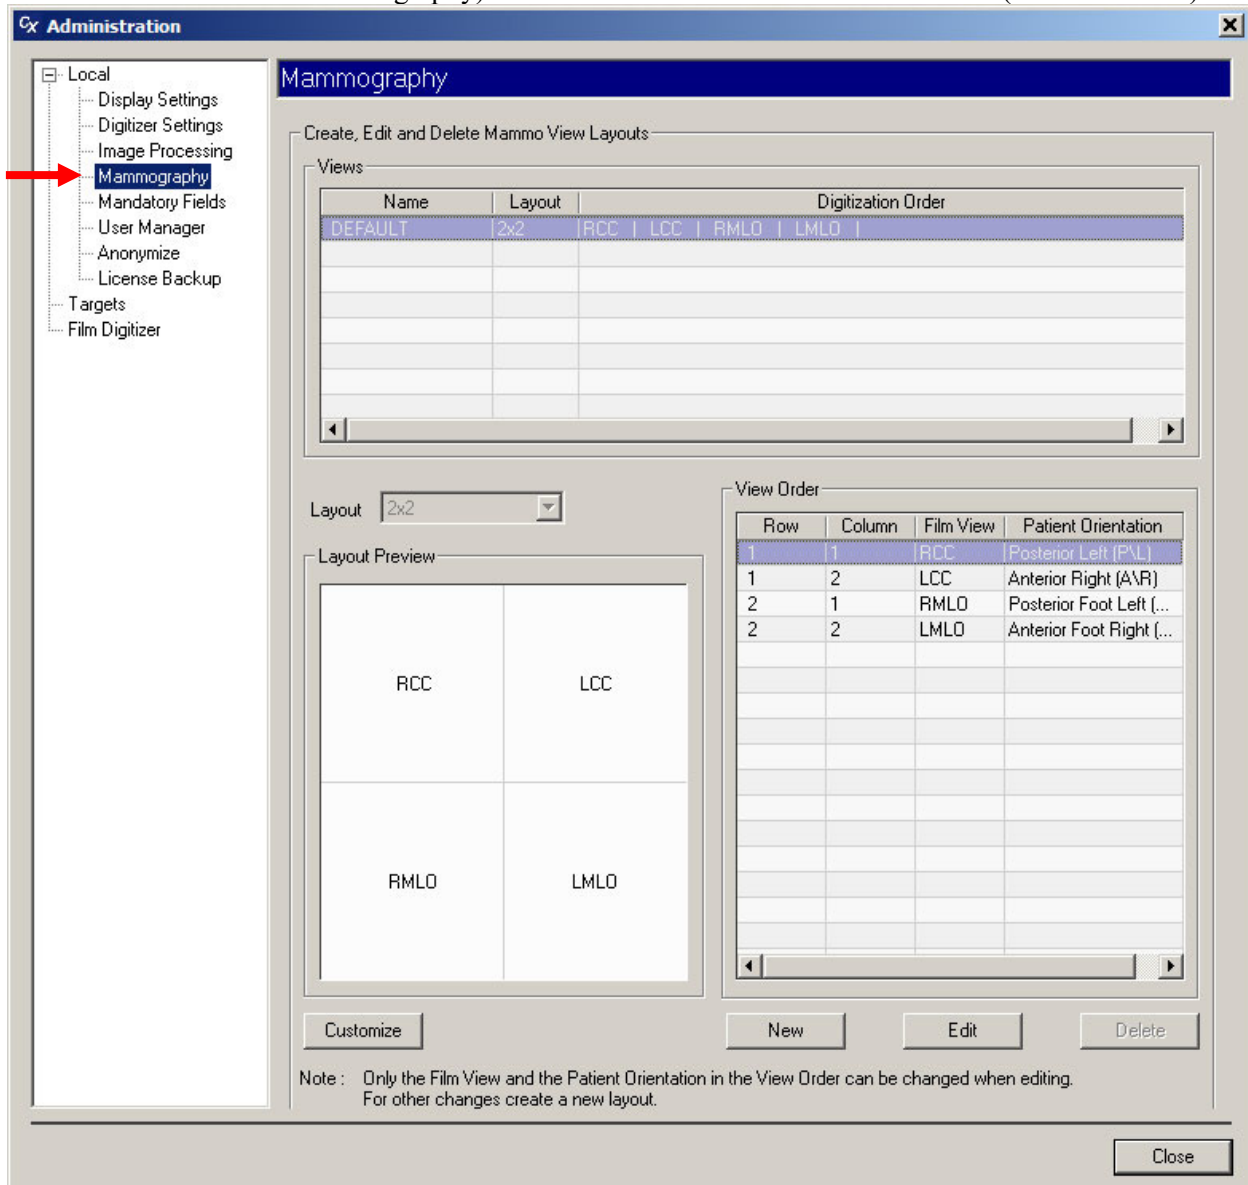 Administration
Local
Display Settings
Digitizer Settings
Image Processing
Mammography
Mandatory Fields
User Manager
Anonymize
License Backup
Targets
Film Digitizer
Mammography
Create, Edit and Delete Mammo View Layouts
Views
Name Layout Digitization Order
DEFAULT 2x2 RCC | LCC | RMLO | LMLO |
Layout 2x2
Layout Preview
RCC LCC
RMLO LMLO
View Order
Row Column Film View Patient Orientation
1 1 RCC Posterior Left (P\L)
1 2 LCC Anterior Right (A\R)
2 1 RMLO Posterior Foot Left (...
2 2 LMLO Anterior Foot Right (...
Customize New Edit Delete
Note : Only the Film View and the Patient Orientation in the View Order can be changed when editing.
For other changes create a new layout.
Close